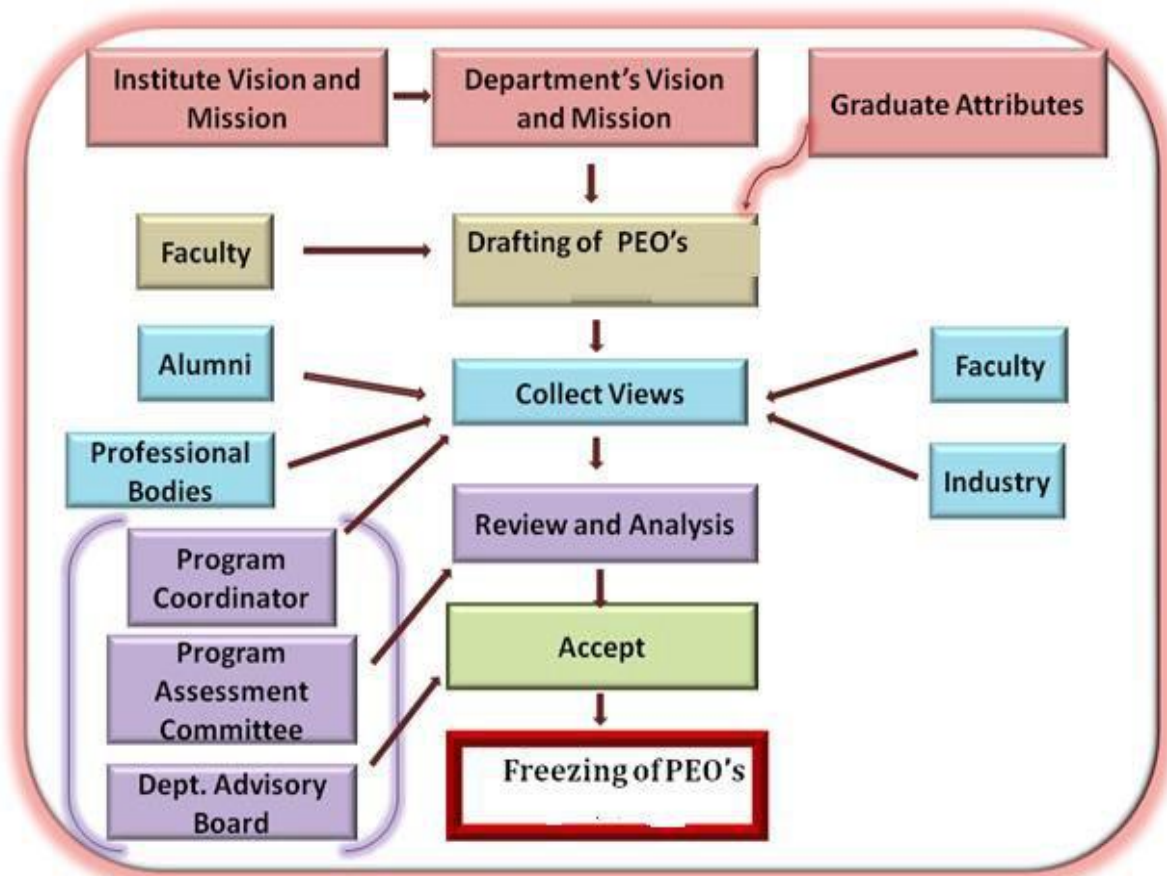 Institute Vision and
Mission
Department's Vision
and Mission
Graduate Attributes
Faculty
Drafting of PEO's
Alumni
Collect Views
Faculty
Professional
Bodies
Industry
Review and Analysis
Program
Coordinator
Accept
Program
Assessment
Committee
Freezing of PEO's
Dept. Advisory
Board